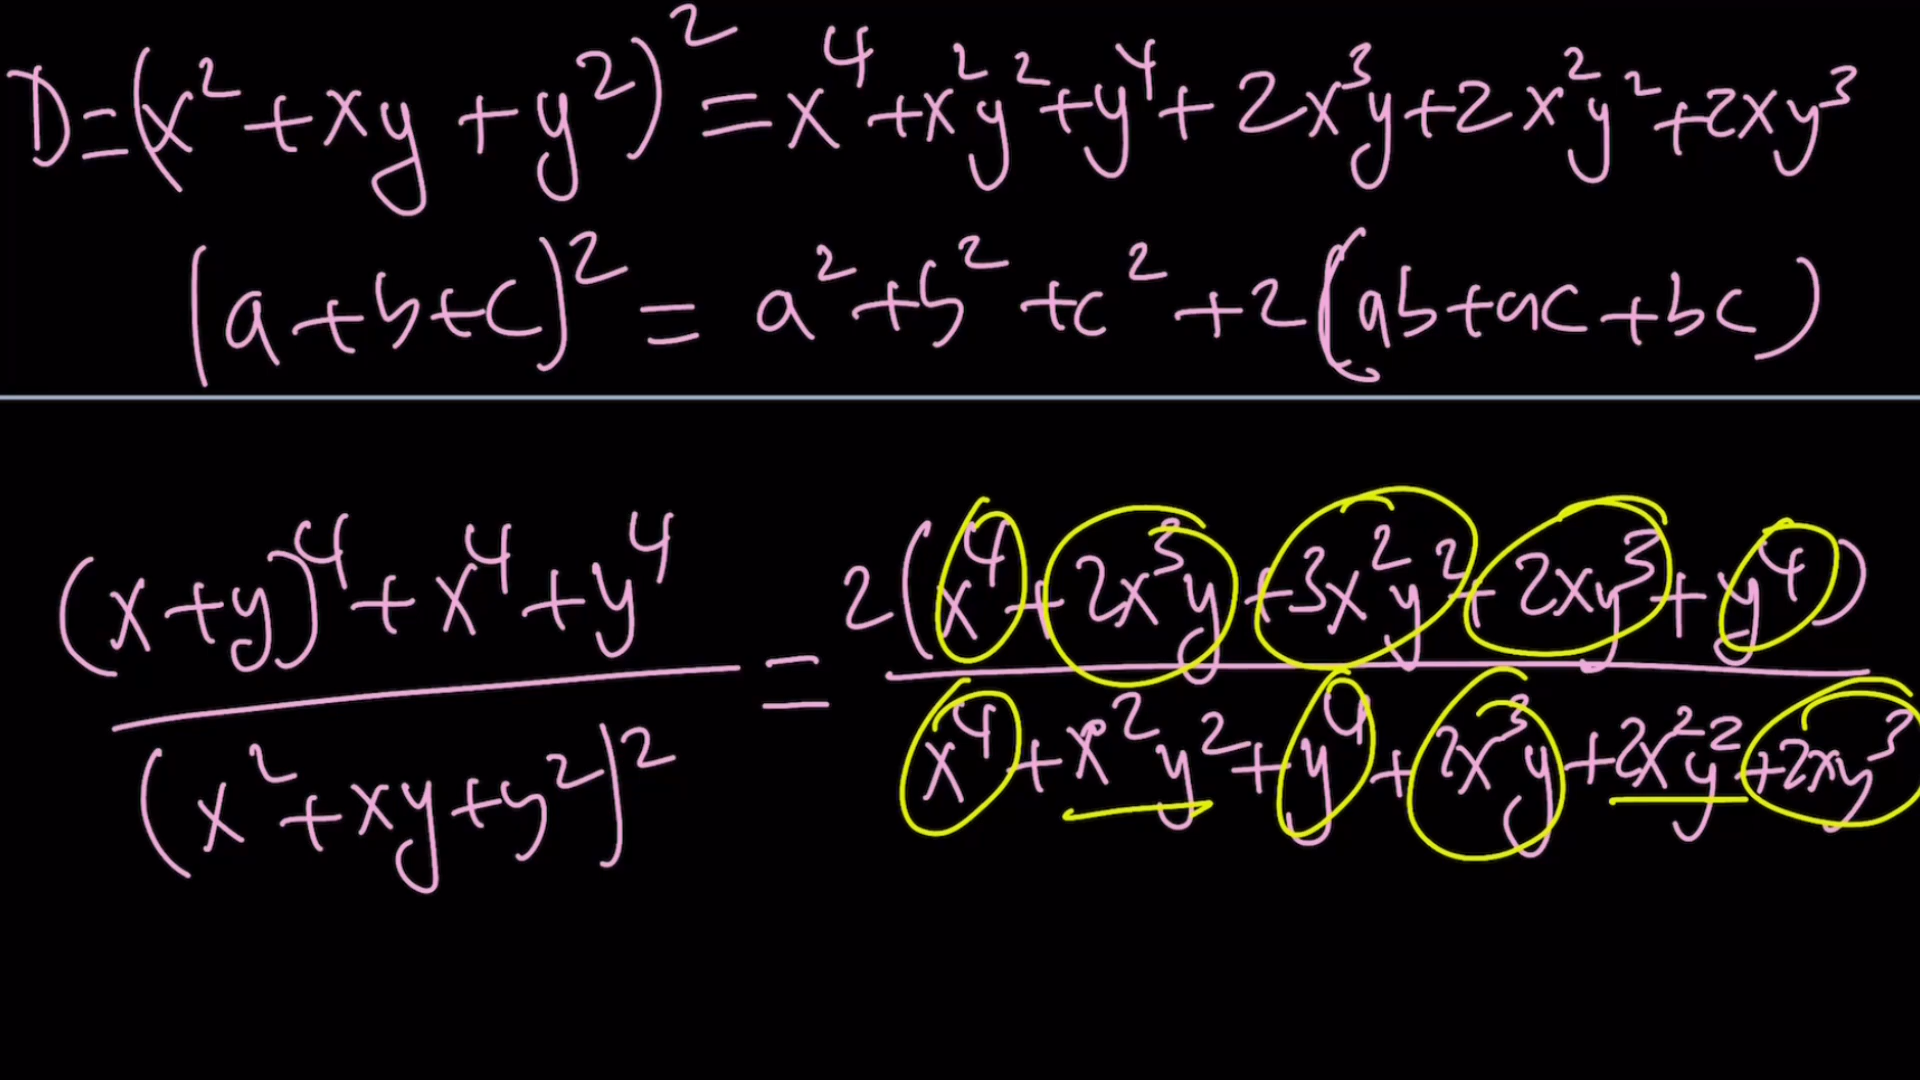 D=(x²+xy+y²)²=x⁴+x²y²+y⁴+2x³y+2x²y²+2xy³
(a+b+c)²=a²+b²+c²+2(ab+ac+bc)
(x+y)⁴+x⁴+y⁴/(x²+xy+y²)²=2(x⁴+2x³y+3x²y²+2xy³+y⁴)/x⁴+x²y²+y⁴+2x³y+2x²y²+2xy³